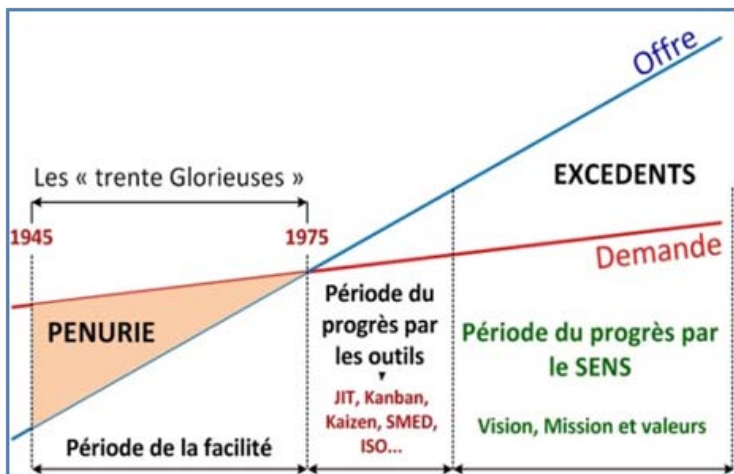 Offre
EXCEDENTS
Les « trente Glorieuses »
1945
1975
Demande
PENURIE
Période du
progrès par
les outils
JIT, Kanban,
Kaizen, SMED,
ISO...
Période du progrès par
le SENS
Vision, Mission et valeurs
Période de la facilité